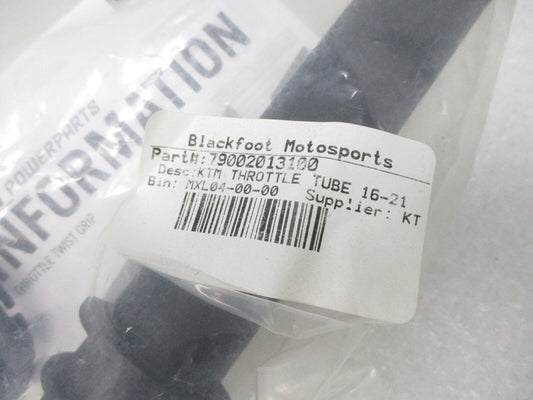 POWERPARTS
INFORMATION
THROTTLE TWIST GRIP
Blackfoot Motosports
Part#:79002013100
Desc:KTM THROTTLE TUBE 16-21
Bin: MXL04-00-00 Supplier: KT